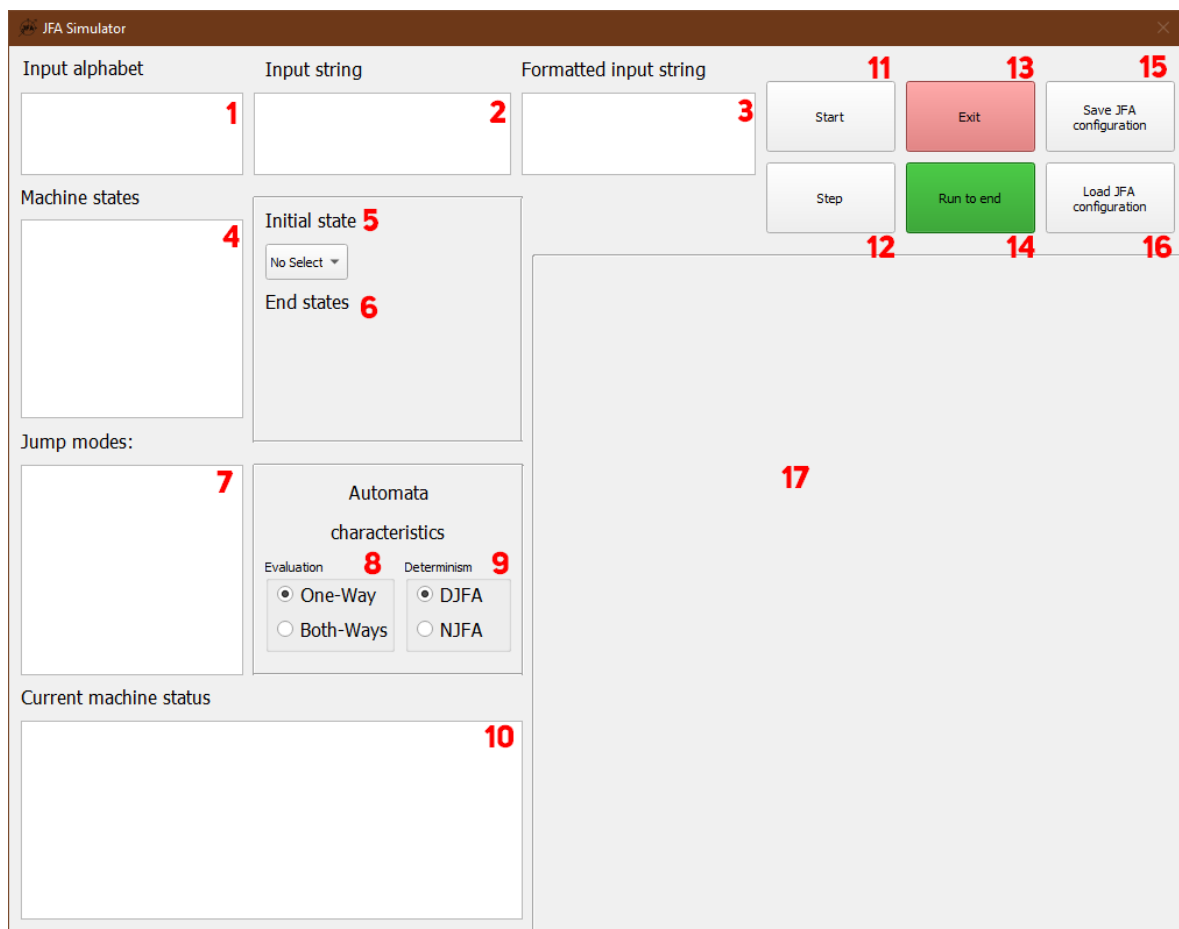 JFA Simulator
Input alphabet
Input string
Formatted input string
1
2
3
11
13
15
Start
Exit
Save JFA
configuration
Step
Run to end
Load JFA
configuration
12
14
16
Machine states
4
Initial state 5
No Select
End states 6
Jump modes:
7
Automata
characteristics
Evaluation 8
Determinism 9
One-Way
DJFA
Both-Ways
NJFA
17
Current machine status
10